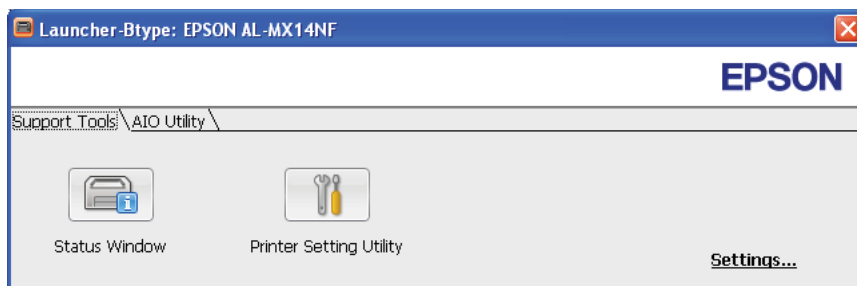 Launcher-Btype: EPSON AL-MX14NF
EPSON
Support Tools AIO Utility
Status Window Printer Setting Utility
Settings...